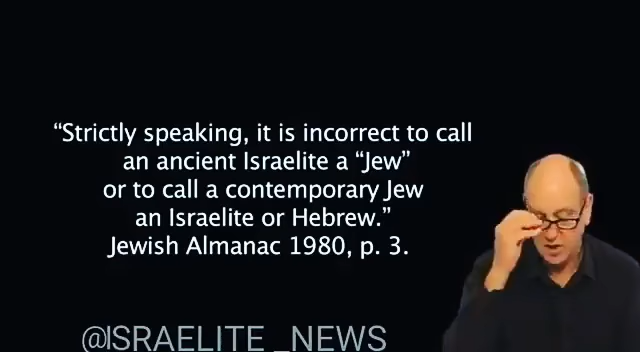 “Strictly speaking, it is incorrect to call
an ancient Israelite a “Jew”
or to call a contemporary Jew
an Israelite or Hebrew.”
Jewish Almanac 1980, p. 3.
@ISRAELITE_NEWS